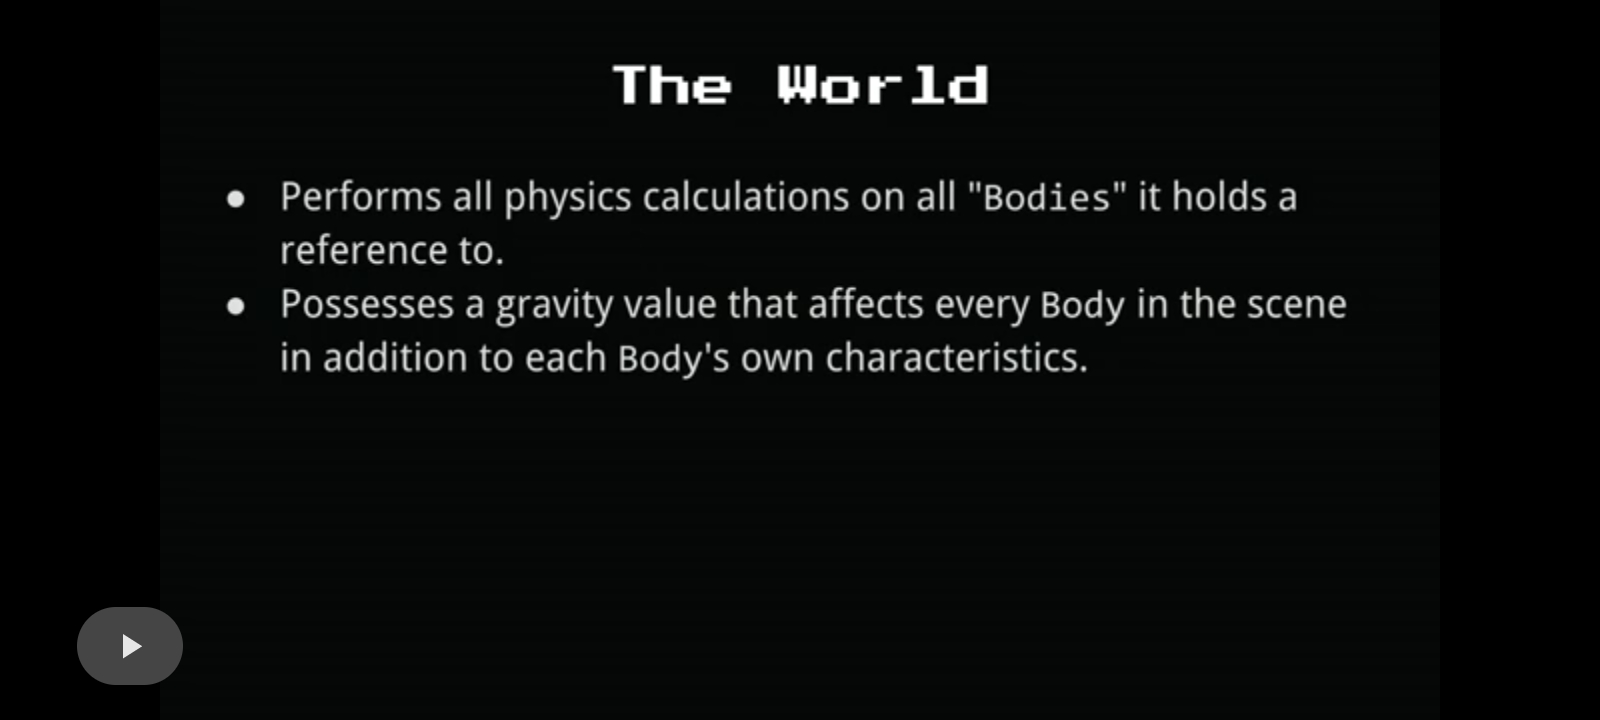 The World
● Performs all physics calculations on all "Bodies" it holds a
reference to.
● Possesses a gravity value that affects every Body in the scene
in addition to each Body's own characteristics.